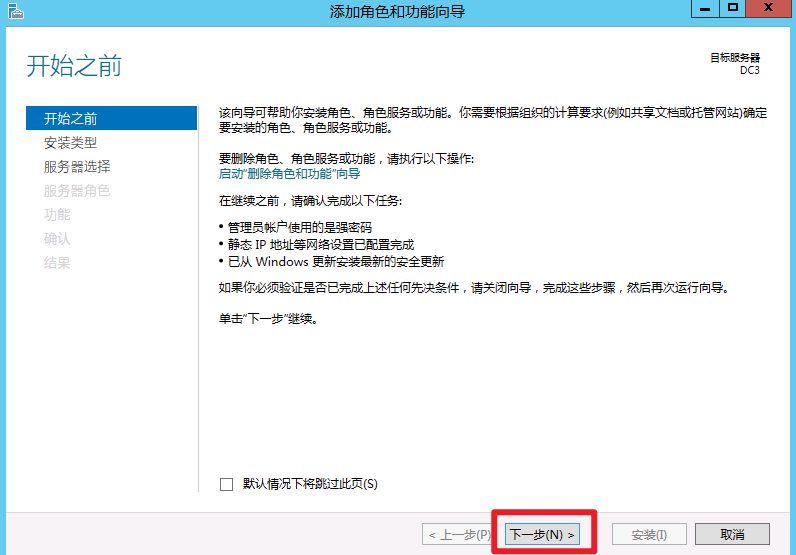 添加角色和功能向导
开始之前
目标服务器
DC3
开始之前
安装类型
服务器选择
服务器角色
功能
确认
结果
该向导可帮助你安装角色、角色服务或功能。你需要根据组织的计算要求(例如共享文档或托管网站)确定
要安装的角色、角色服务或功能。
要删除角色、角色服务或功能，请执行以下操作:
启动“删除角色和功能”向导
在继续之前，请确认完成以下任务:
• 管理员帐户使用的是强密码
• 静态 IP 地址等网络设置已配置完成
• 已从 Windows 更新安装最新的安全更新
如果你必须验证是否已完成上述任何先决条件，请关闭向导，完成这些步骤，然后再次运行向导。
单击“下一步”继续。
默认情况下将跳过此页(S)
< 上一步(P)
下一步(N) >
安装(I)
取消